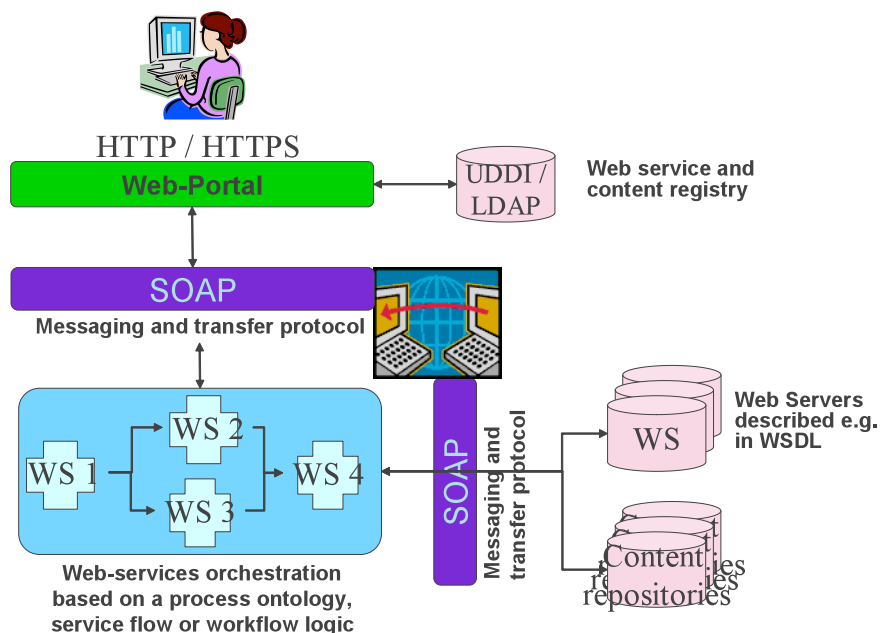 HTTP / HTTPS
Web-Portal
UDDI /
LDAP
Web service and
content registry
SOAP
Messaging and transfer protocol
WS 1
WS 2
WS 3
WS 4
Web-services orchestration
based on a process ontology,
service flow or workflow logic
SOAP
Messaging and
transfer protocol
WS
Web Servers
described e.g.
in WSDL
Content
repositories